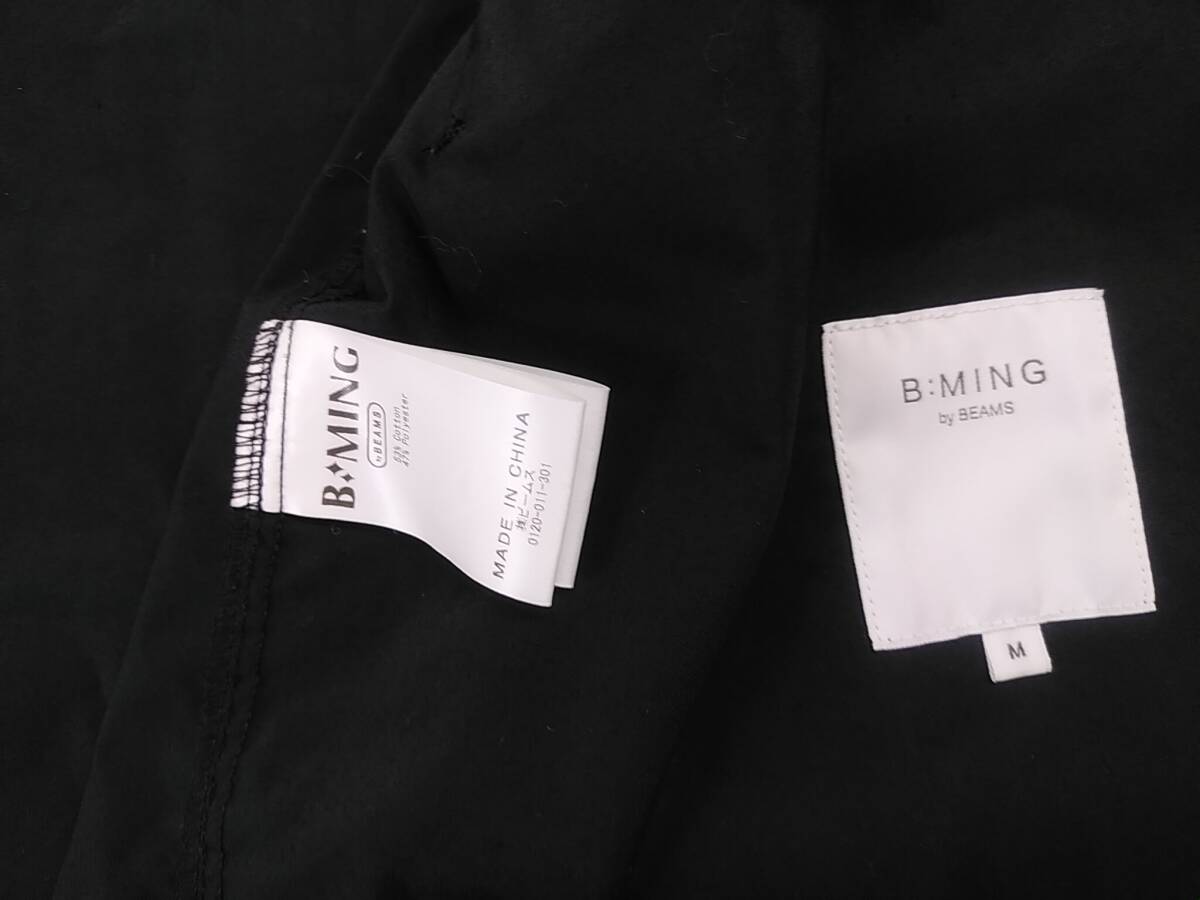 B:MING
by BEAMS
53% Cotton
47% Polyester
MADE IN CHINA
㈱ビームス
0120-011-301
B:MING
by BEAMS
M